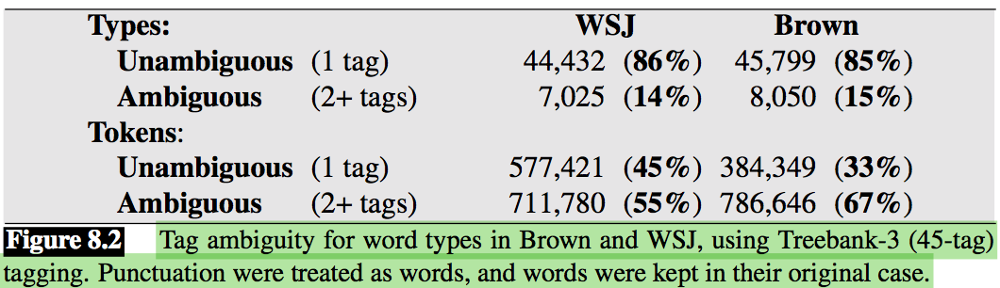 Types: WSJ Brown
Unambiguous (1 tag) 44,432 (86%) 45,799 (85%)
Ambiguous (2+ tags) 7,025 (14%) 8,050 (15%)
Tokens:
Unambiguous (1 tag) 577,421 (45%) 384,349 (33%)
Ambiguous (2+ tags) 711,780 (55%) 786,646 (67%)
Figure 8.2 Tag ambiguity for word types in Brown and WSJ, using Treebank-3 (45-tag)
tagging. Punctuation were treated as words, and words were kept in their original case.